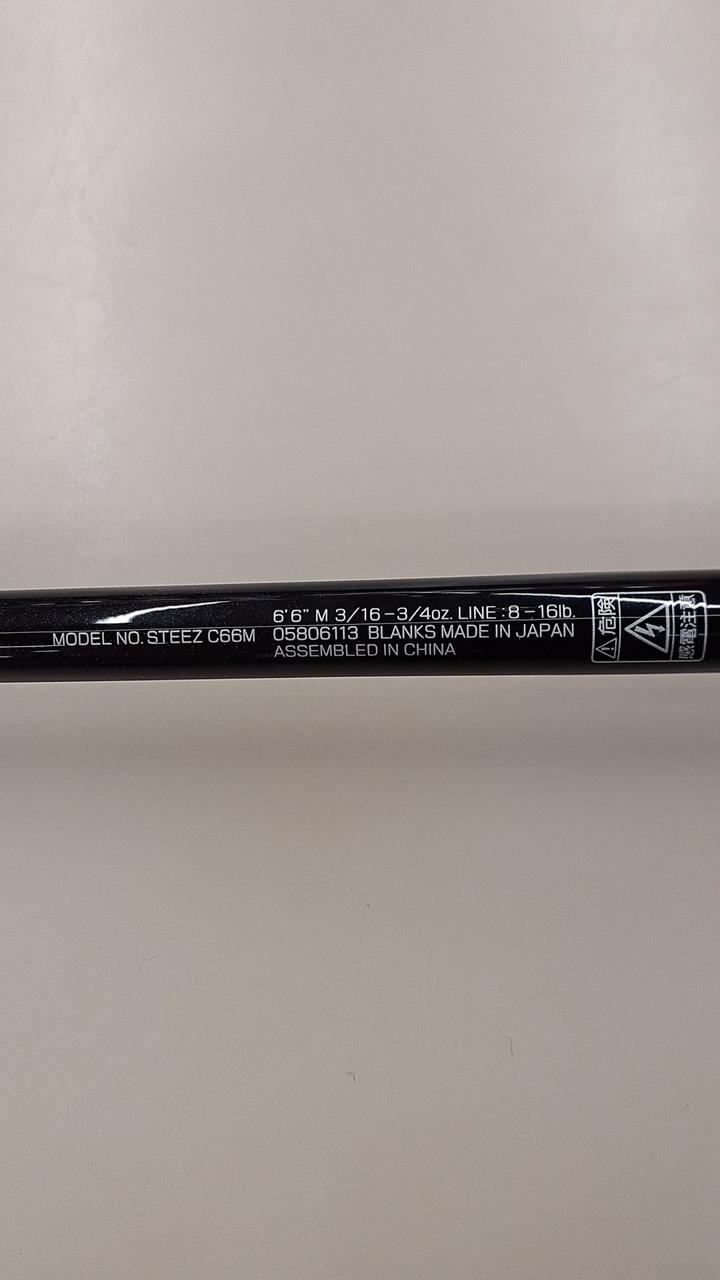 MODEL NO. STEEZ C66M
6'6" M 3/16-3/4oz. LINE:8-16lb.
05806113 BLANKS MADE IN JAPAN
ASSEMBLED IN CHINA
危険
感電注意